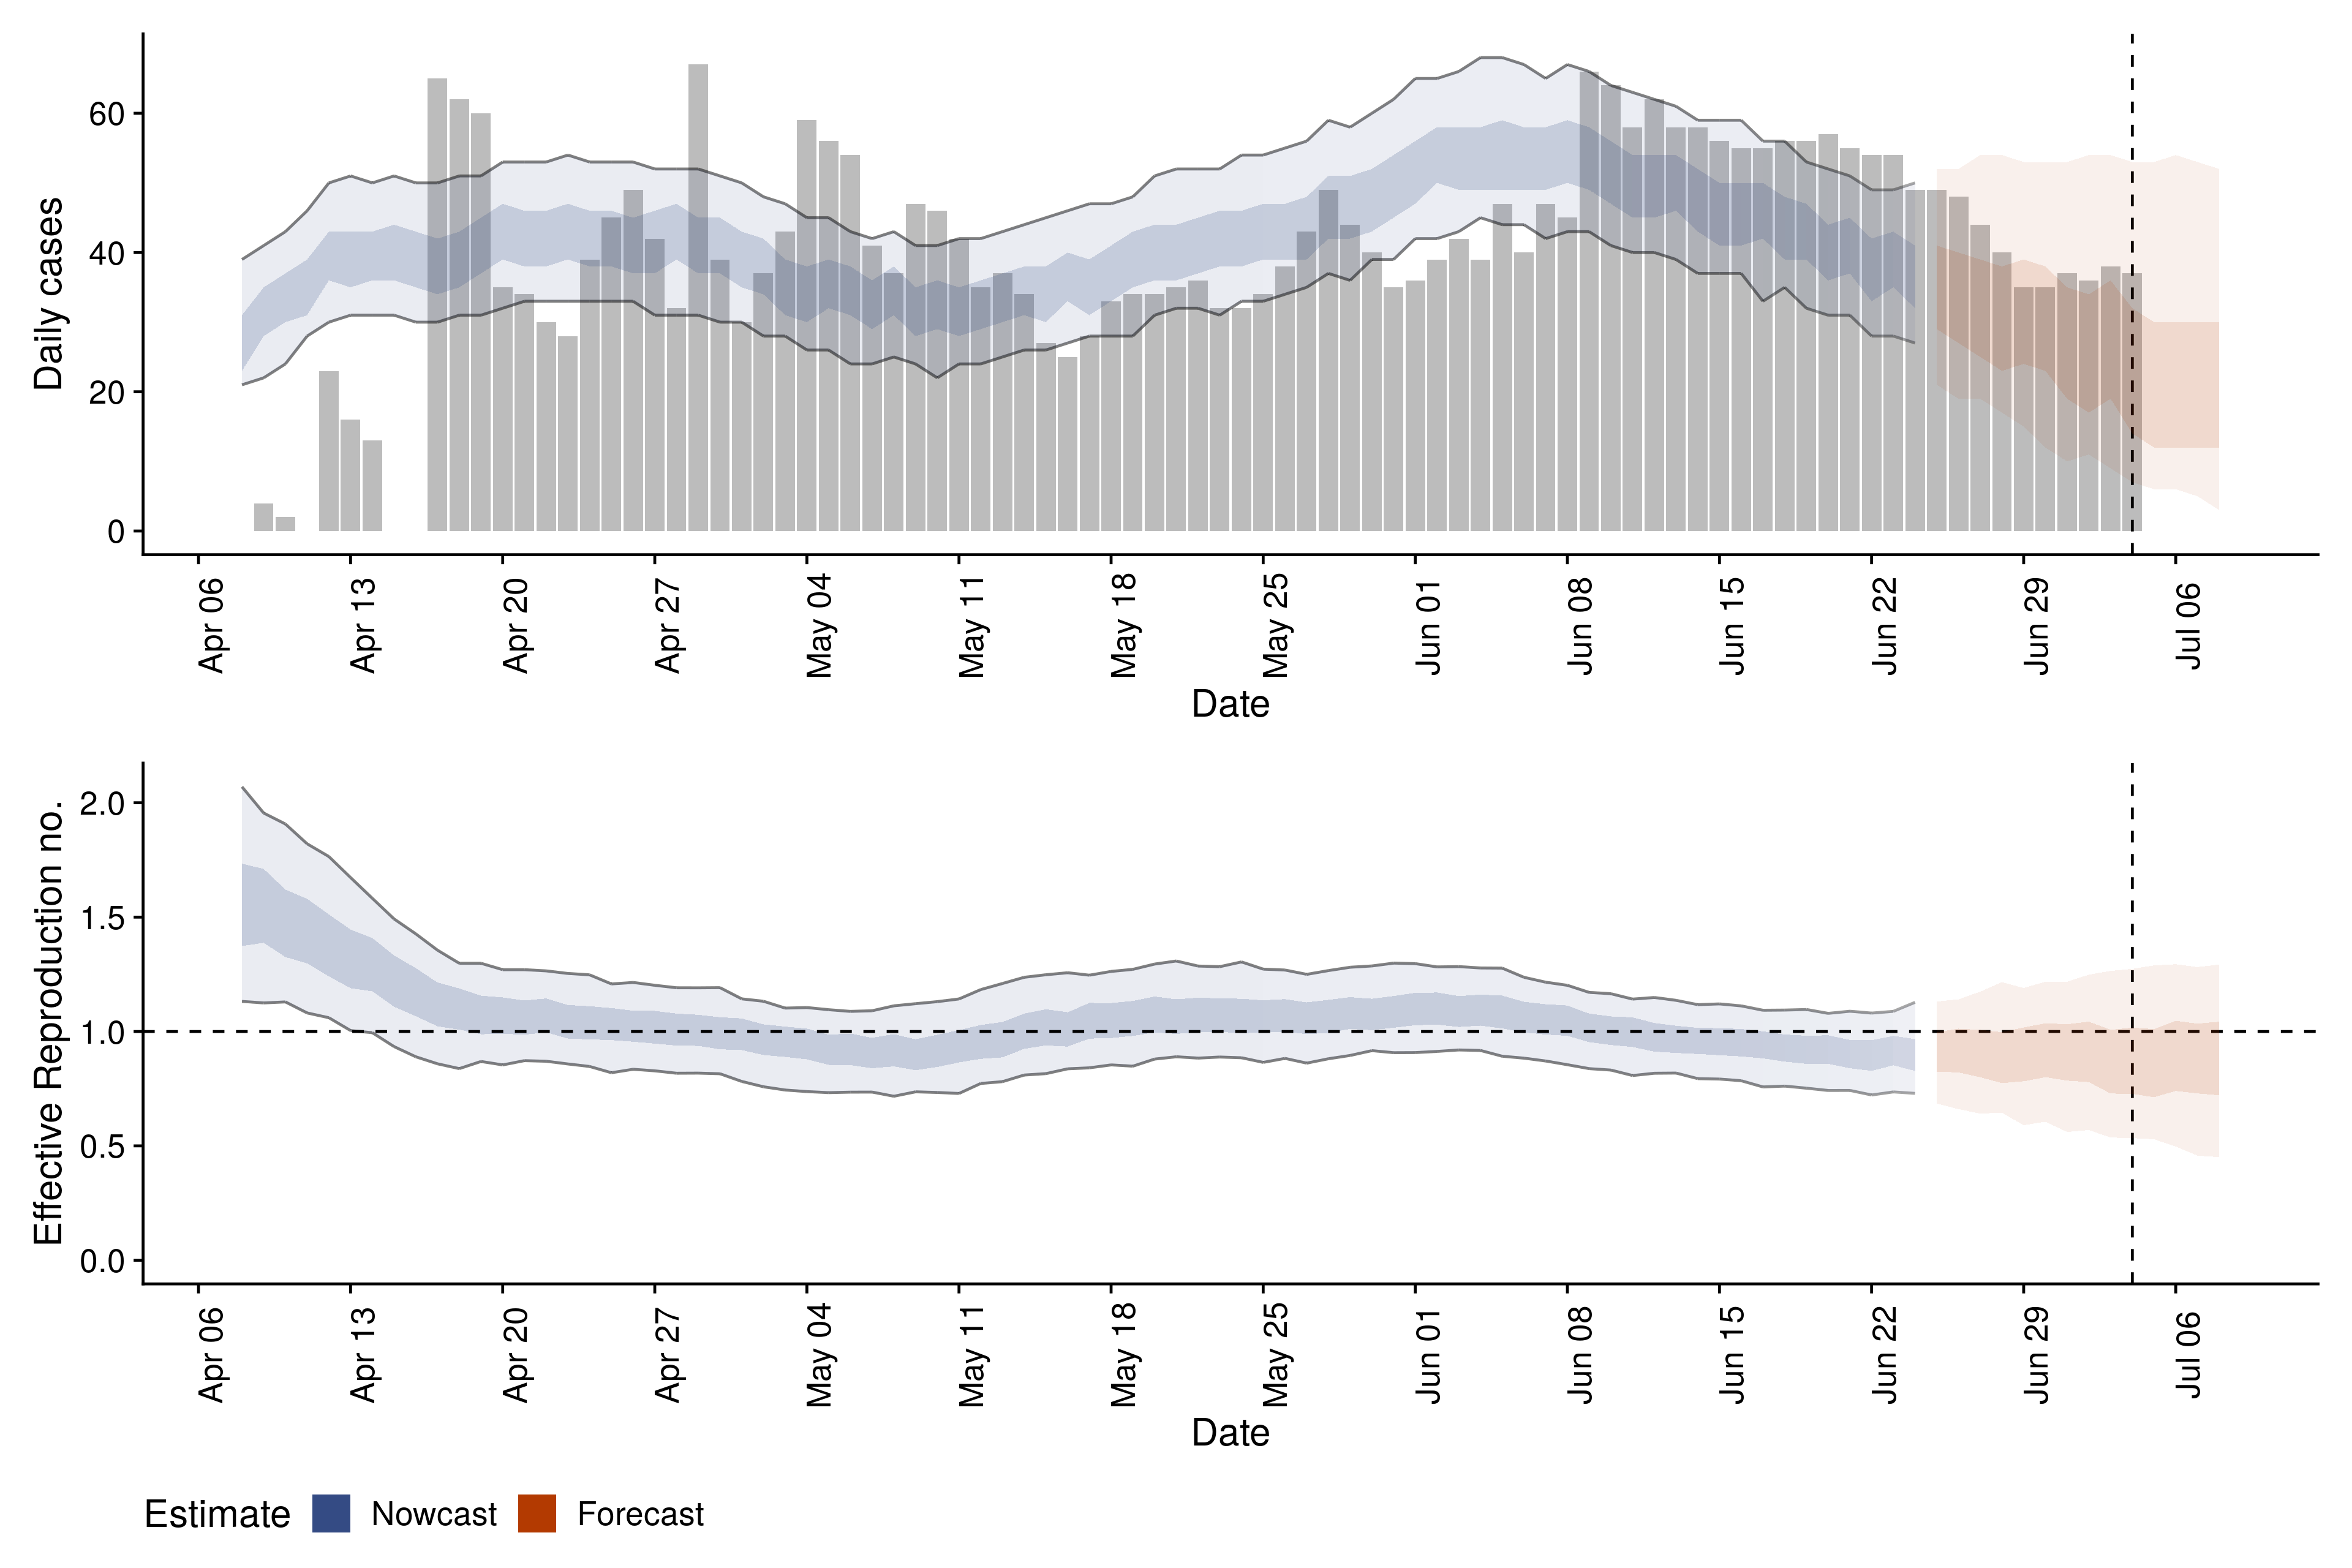 Daily cases
60
40
20
0
Apr 06
Apr 13
Apr 20
Apr 27
May 04
May 11
May 18
May 25
Jun 01
Jun 08
Jun 15
Jun 22
Jun 29
Jul 06
Date
Effective Reproduction no.
2.0
1.5
1.0
0.5
0.0
Apr 06
Apr 13
Apr 20
Apr 27
May 04
May 11
May 18
May 25
Jun 01
Jun 08
Jun 15
Jun 22
Jun 29
Jul 06
Date
Estimate Nowcast Forecast